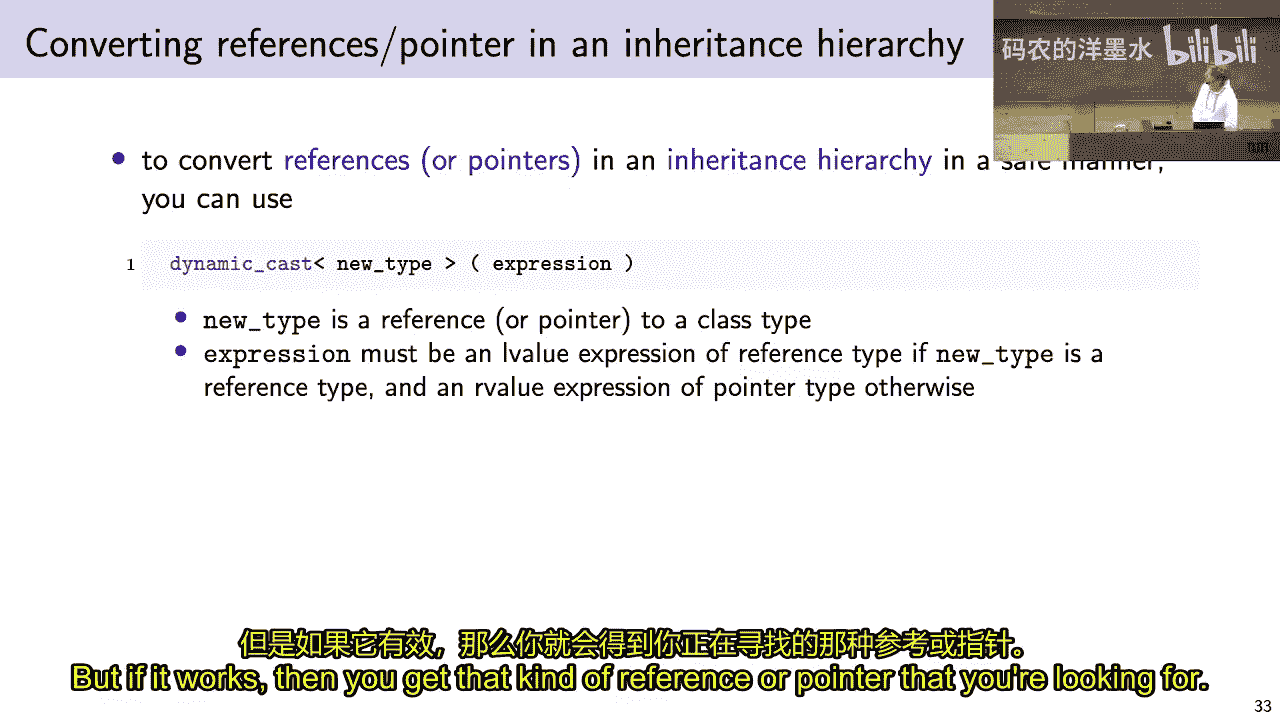 Converting references/pointer in an inheritance hierarchy
码农的洋墨水 bilibili
• to convert references (or pointers) in an inheritance hierarchy in a safe manner,
you can use
1 dynamic_cast< new_type > ( expression )
• new_type is a reference (or pointer) to a class type
• expression must be an lvalue expression of reference type if new_type is a
reference type, and an rvalue expression of pointer type otherwise
但是如果它有效，那么你就会得到你正在寻找的那种参考或指针。
But if it works, then you get that kind of reference or pointer that you're looking for.
33